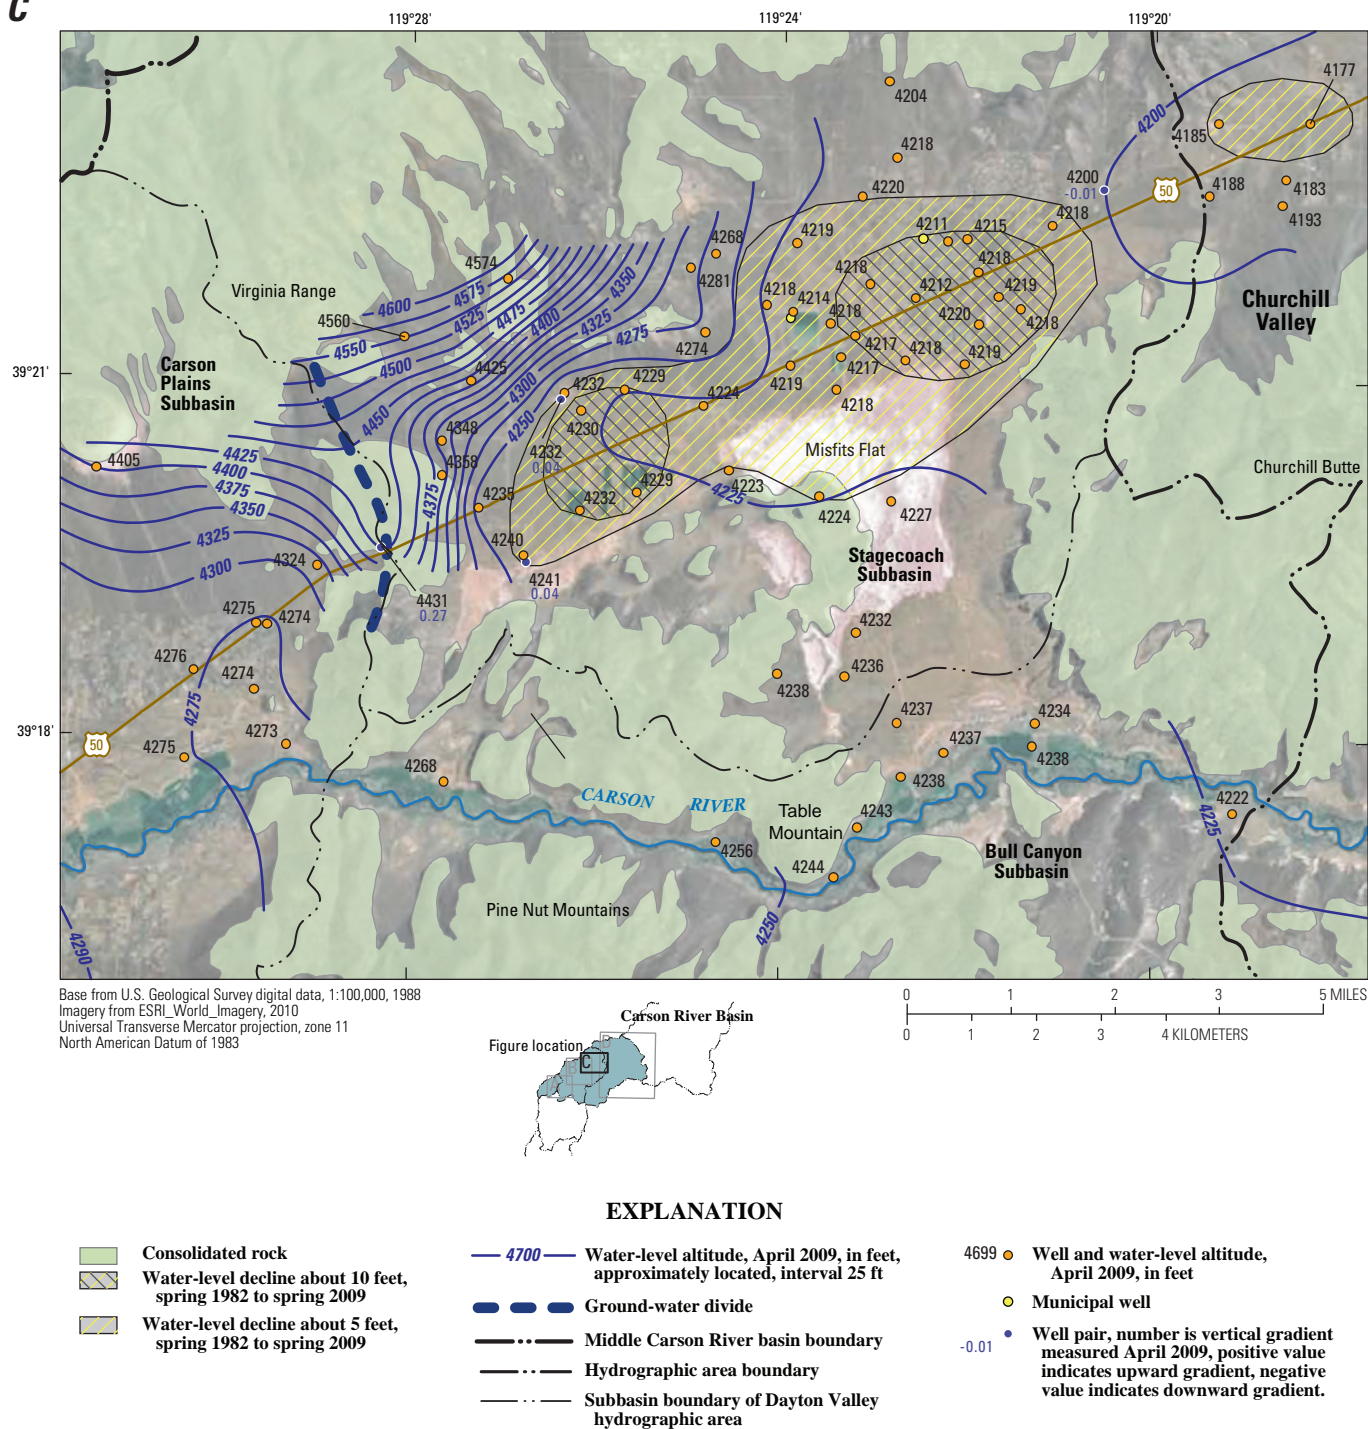 C
119°28'
119°24'
119°20'
4204
4177
4185
4200
4218
4200
-0.01
50
4183
4188
4193
4220
4218
4268
4219
4211
4215
4574
4281
4218
4218
Virginia Range
4600
4575
4350
4525
4475
4400
4325
4275
4218
4214
4212
4219
Churchill
Valley
4560
4550
4274
4218
4220
4218
39°21'
Carson
Plains
Subbasin
4500
4425
4300
4217
4218
4219
4232
4229
4219
4217
4450
4250
4230
4224
4218
4405
4425
4348
4232
0.04
Misfits Flat
4400
4358
Churchill Butte
4375
4375
4235
4232
4229
4225
4223
4350
4224
4227
4325
4240
Stagecoach
Subbasin
4300
4324
4241
0.04
4431
0.27
4275
4274
4232
4276
4274
4236
4238
4275
4237
4234
39°18'
50
4273
4275
4237
4238
4268
4238
CARSON RIVER
Table
Mountain
4243
4222
4225
4256
Bull Canyon
Subbasin
4244
Pine Nut Mountains
4250
4290
Base from U.S. Geological Survey digital data, 1:100,000, 1988
Imagery from ESRI_World_Imagery, 2010
Universal Transverse Mercator projection, zone 11
North American Datum of 1983
0 1 2 3 5 MILES
0 1 2 3 4 KILOMETERS
Carson River Basin
Figure location
A
B
C
D
EXPLANATION
Consolidated rock
Water-level decline about 10 feet,
spring 1982 to spring 2009
Water-level decline about 5 feet,
spring 1982 to spring 2009
4700
Water-level altitude, April 2009, in feet,
approximately located, interval 25 ft
Ground-water divide
Middle Carson River basin boundary
Hydrographic area boundary
Subbasin boundary of Dayton Valley
hydrographic area
4699
Well and water-level altitude,
April 2009, in feet
Municipal well
-0.01
Well pair, number is vertical gradient
measured April 2009, positive value
indicates upward gradient, negative
value indicates downward gradient.